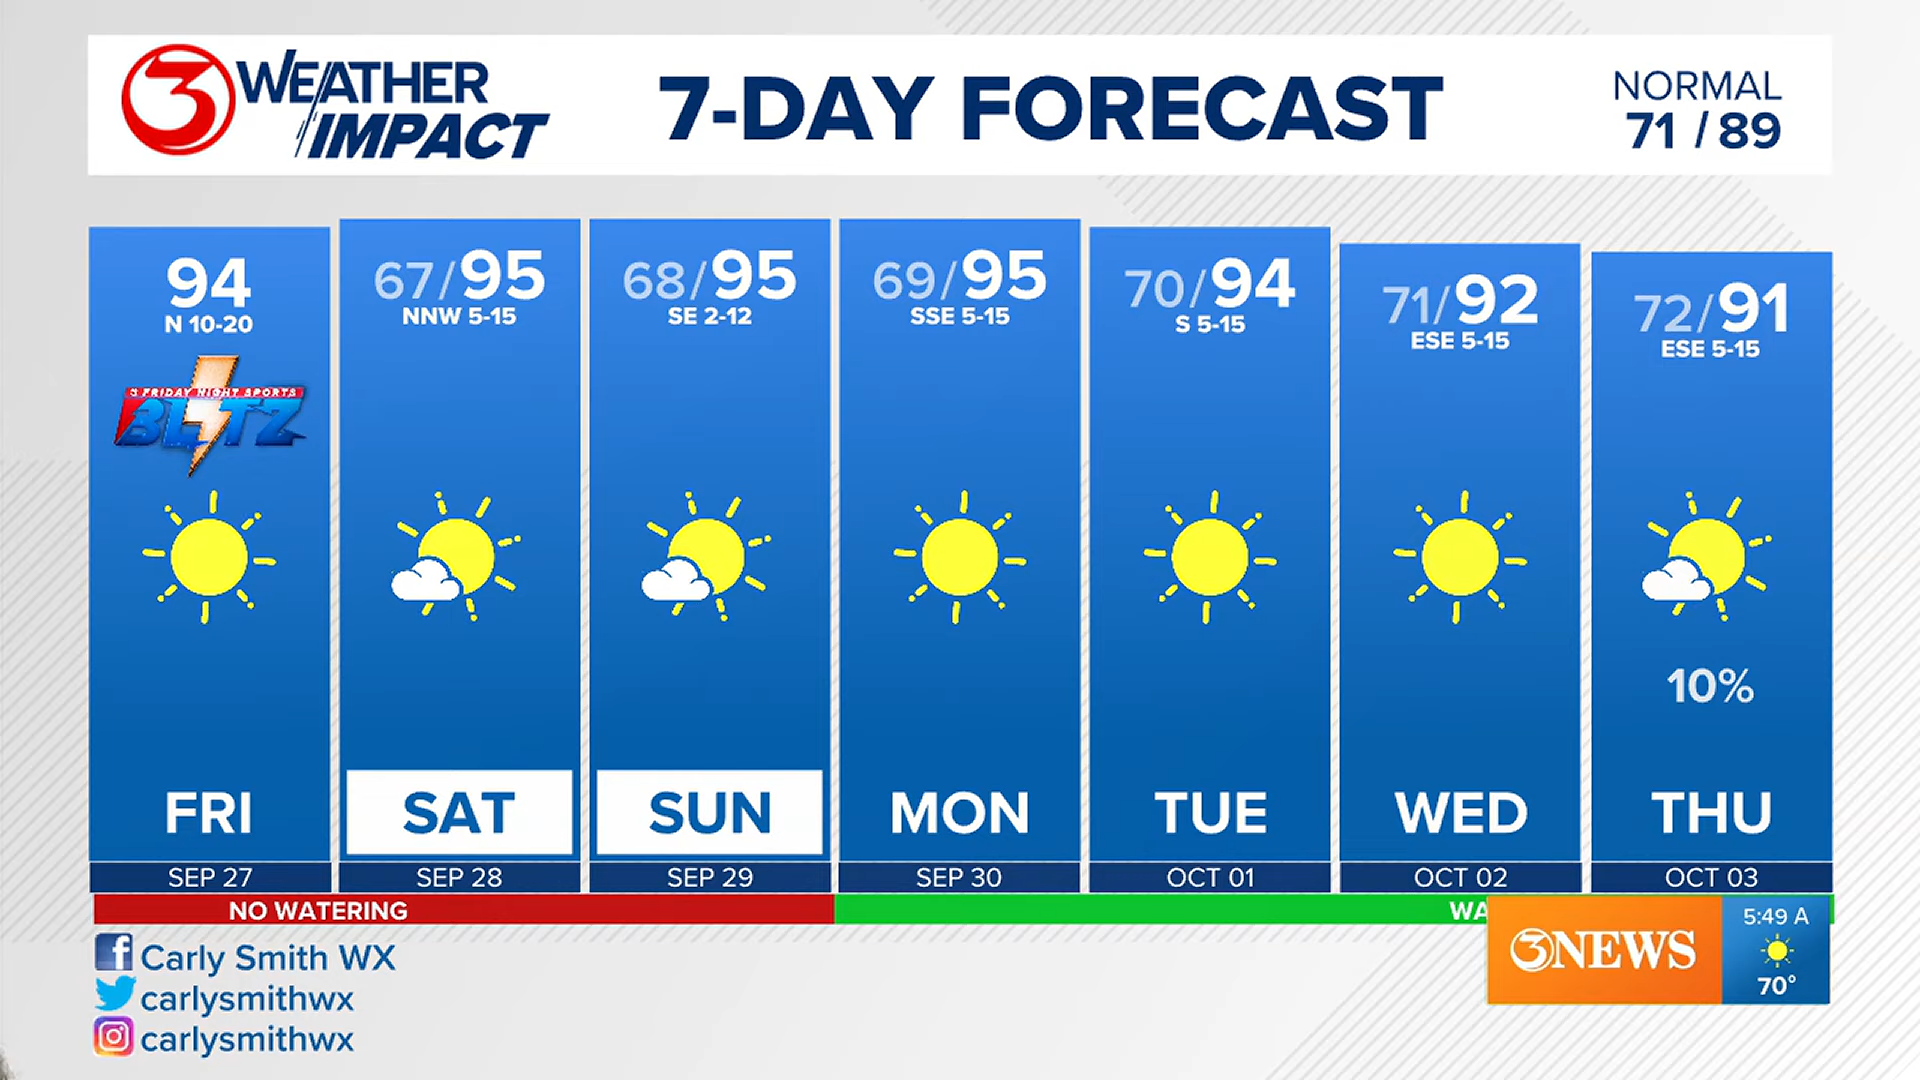 3 WEATHER IMPACT
7-DAY FORECAST
NORMAL
71 / 89
94
N 10-20
3 FRIDAY NIGHT SPORTS
BLITZ
FRI
SEP 27
67/95
NNW 5-15
SAT
SEP 28
68/95
SE 2-12
SUN
SEP 29
69/95
SSE 5-15
MON
SEP 30
70/94
S 5-15
TUE
OCT 01
71/92
ESE 5-15
WED
OCT 02
72/91
ESE 5-15
10%
THU
OCT 03
NO WATERING
WA
f Carly Smith WX
carlysmithwx
carlysmithwx
3NEWS
5:49 A
70°